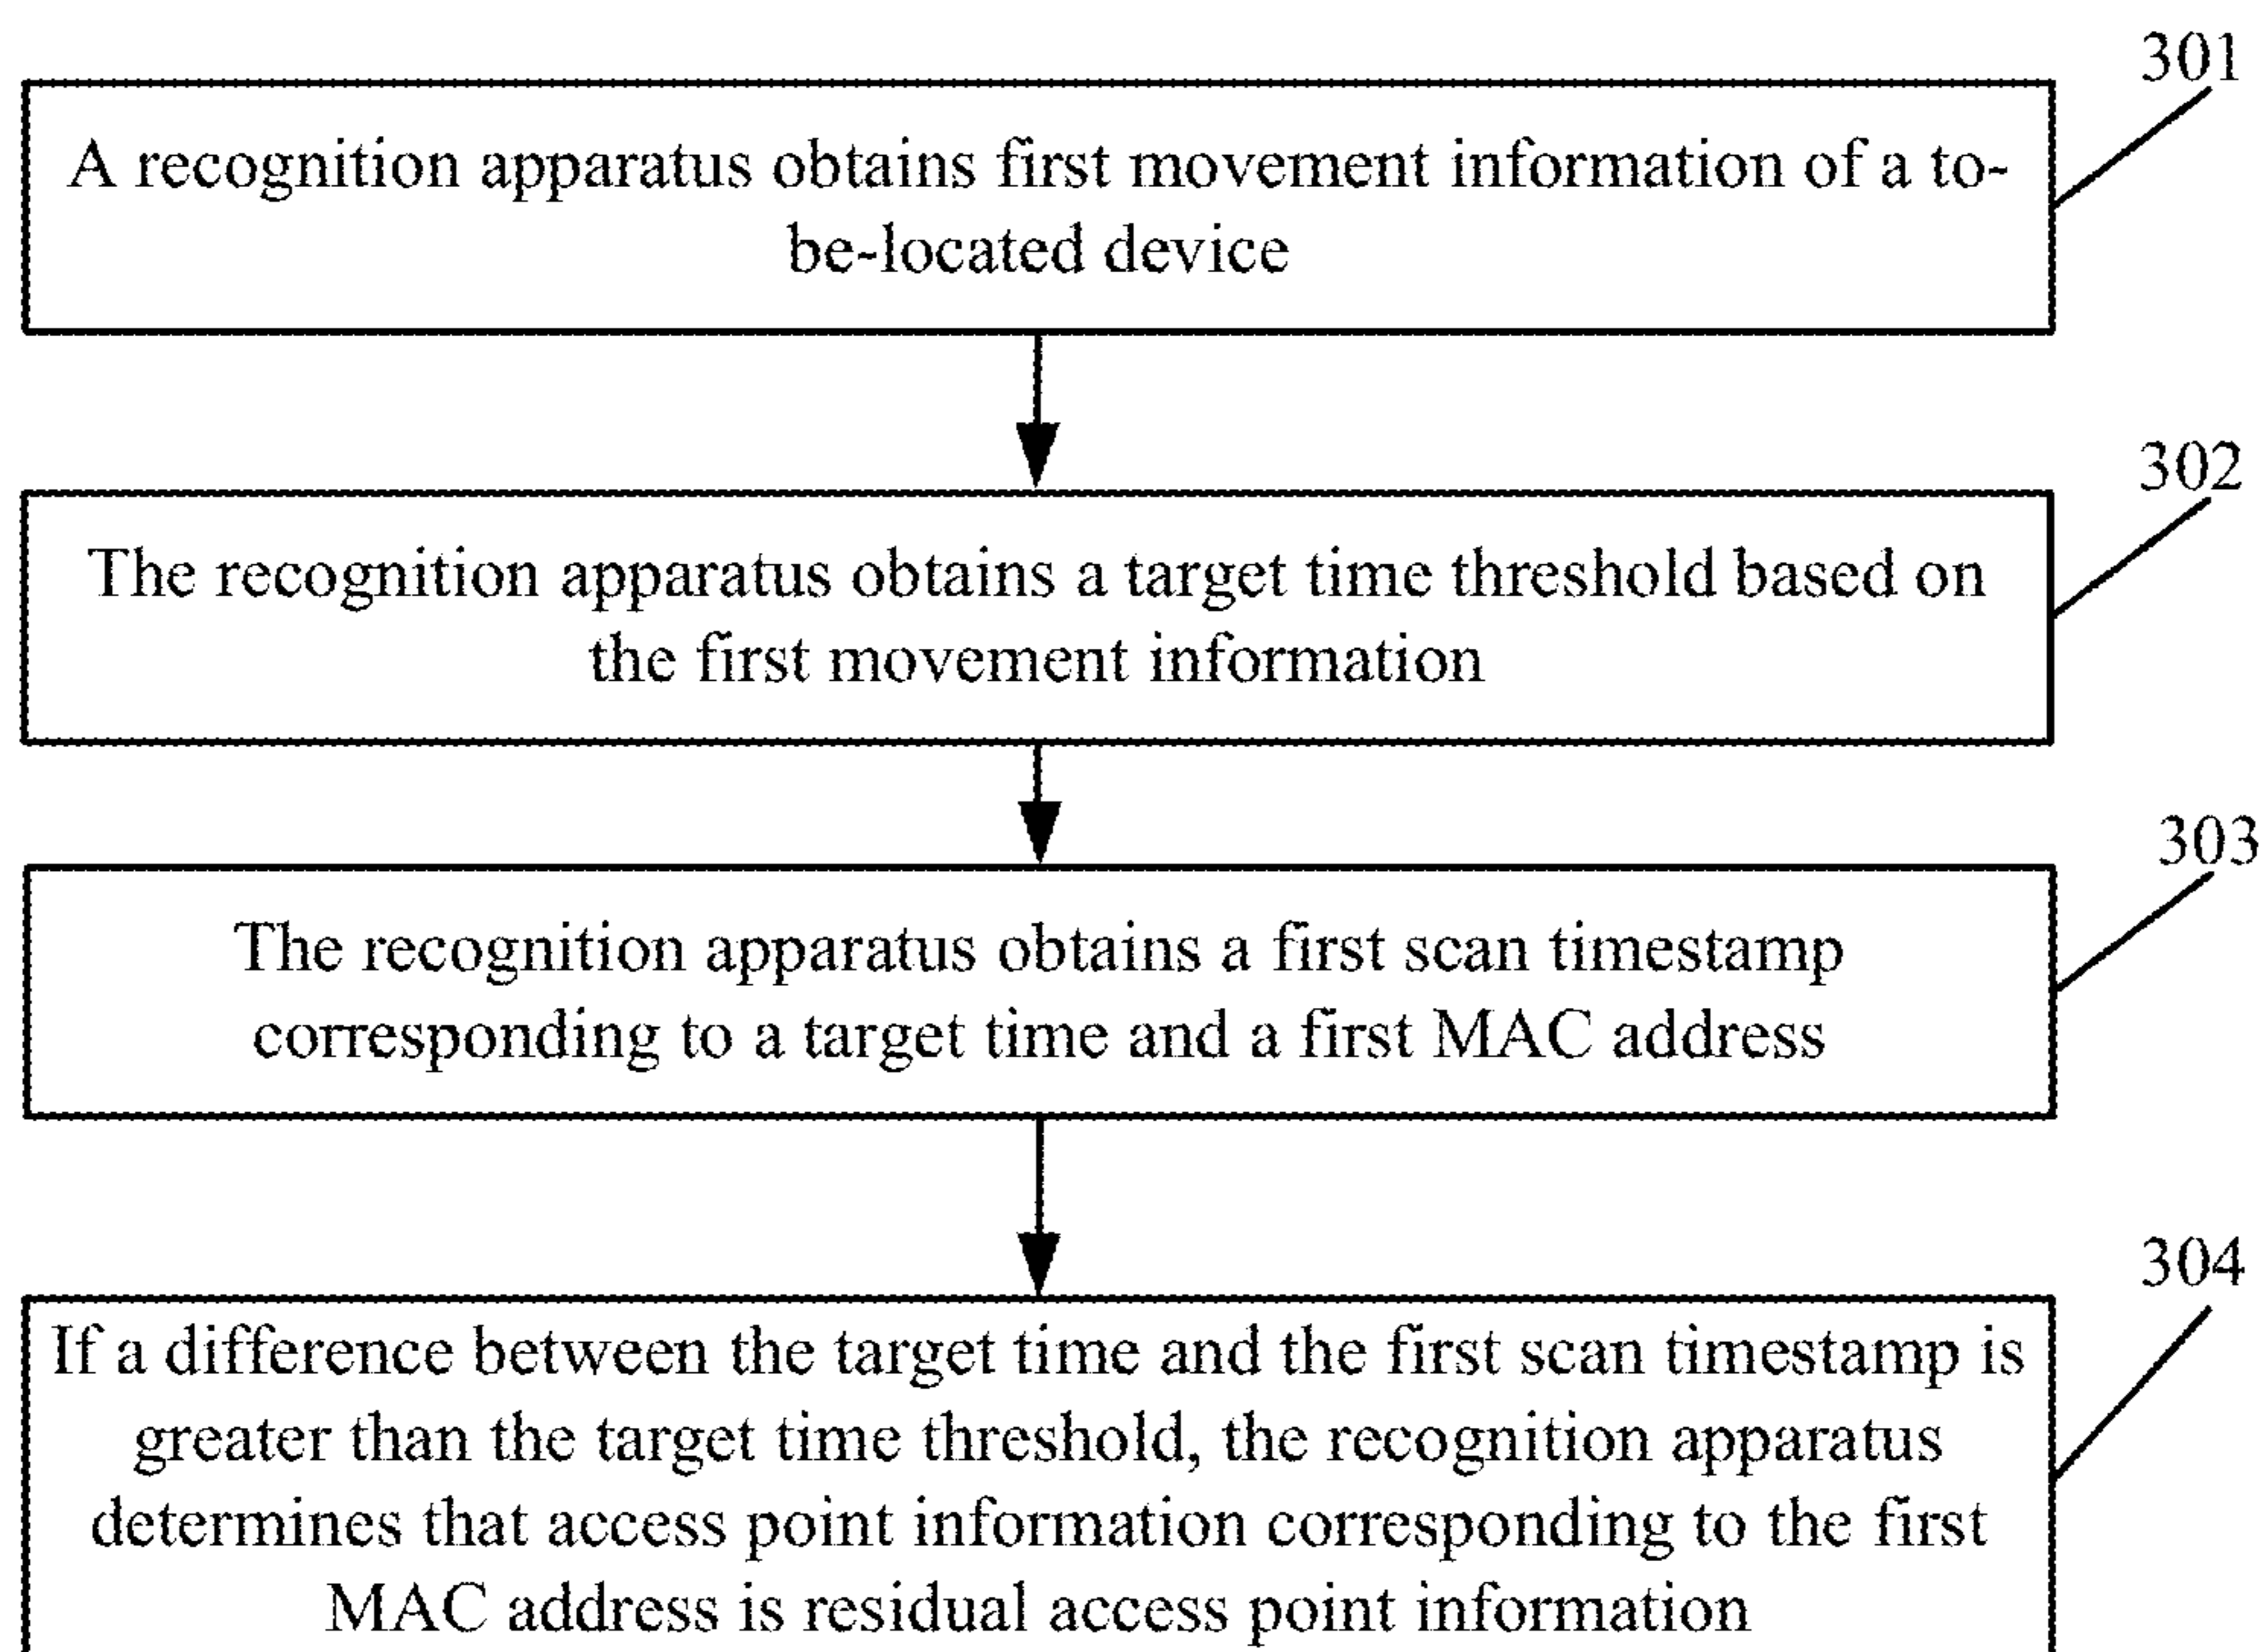 301
A recognition apparatus obtains first movement information of a to-
be-located device
302
The recognition apparatus obtains a target time threshold based on
the first movement information
303
The recognition apparatus obtains a first scan timestamp
corresponding to a target time and a first MAC address
304
If a difference between the target time and the first scan timestamp is
greater than the target time threshold, the recognition apparatus
determines that access point information corresponding to the first
MAC address is residual access point information